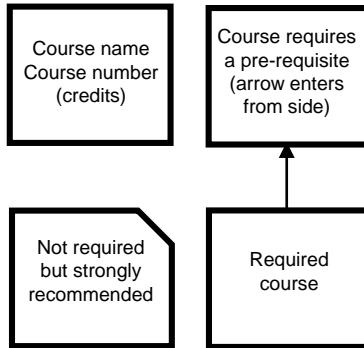 Course name
Course number
(credits)
Course requires
a pre-requisite
(arrow enters
from side)
Not required
but strongly
recommended
Required
course